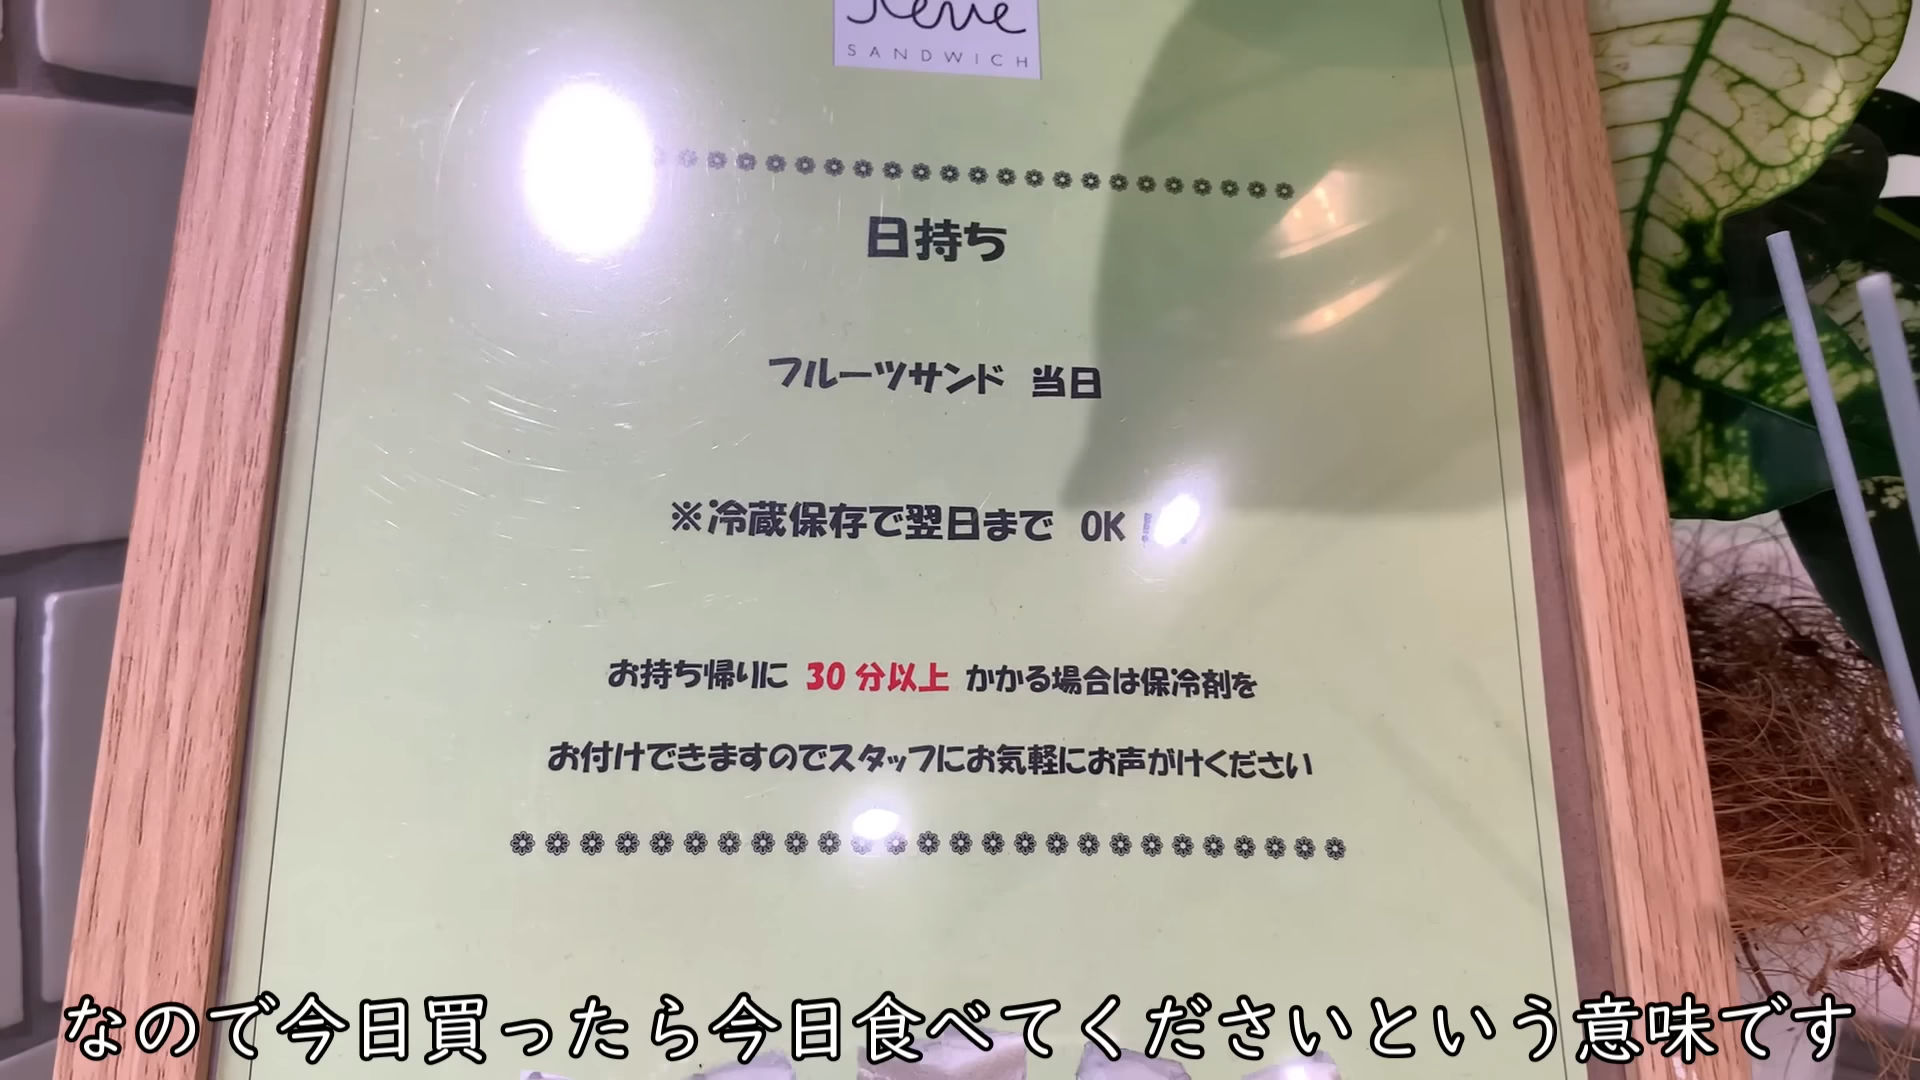 SANDWICH
日持ち
フルーツサンド 当日
※冷蔵保存で翌日まで OK
お持ち帰りに 30 分以上 かかる場合は保冷剤を
お付けできますのでスタッフにお気軽にお声がけください
なので今日買ったら今日食べてくださいという意味です